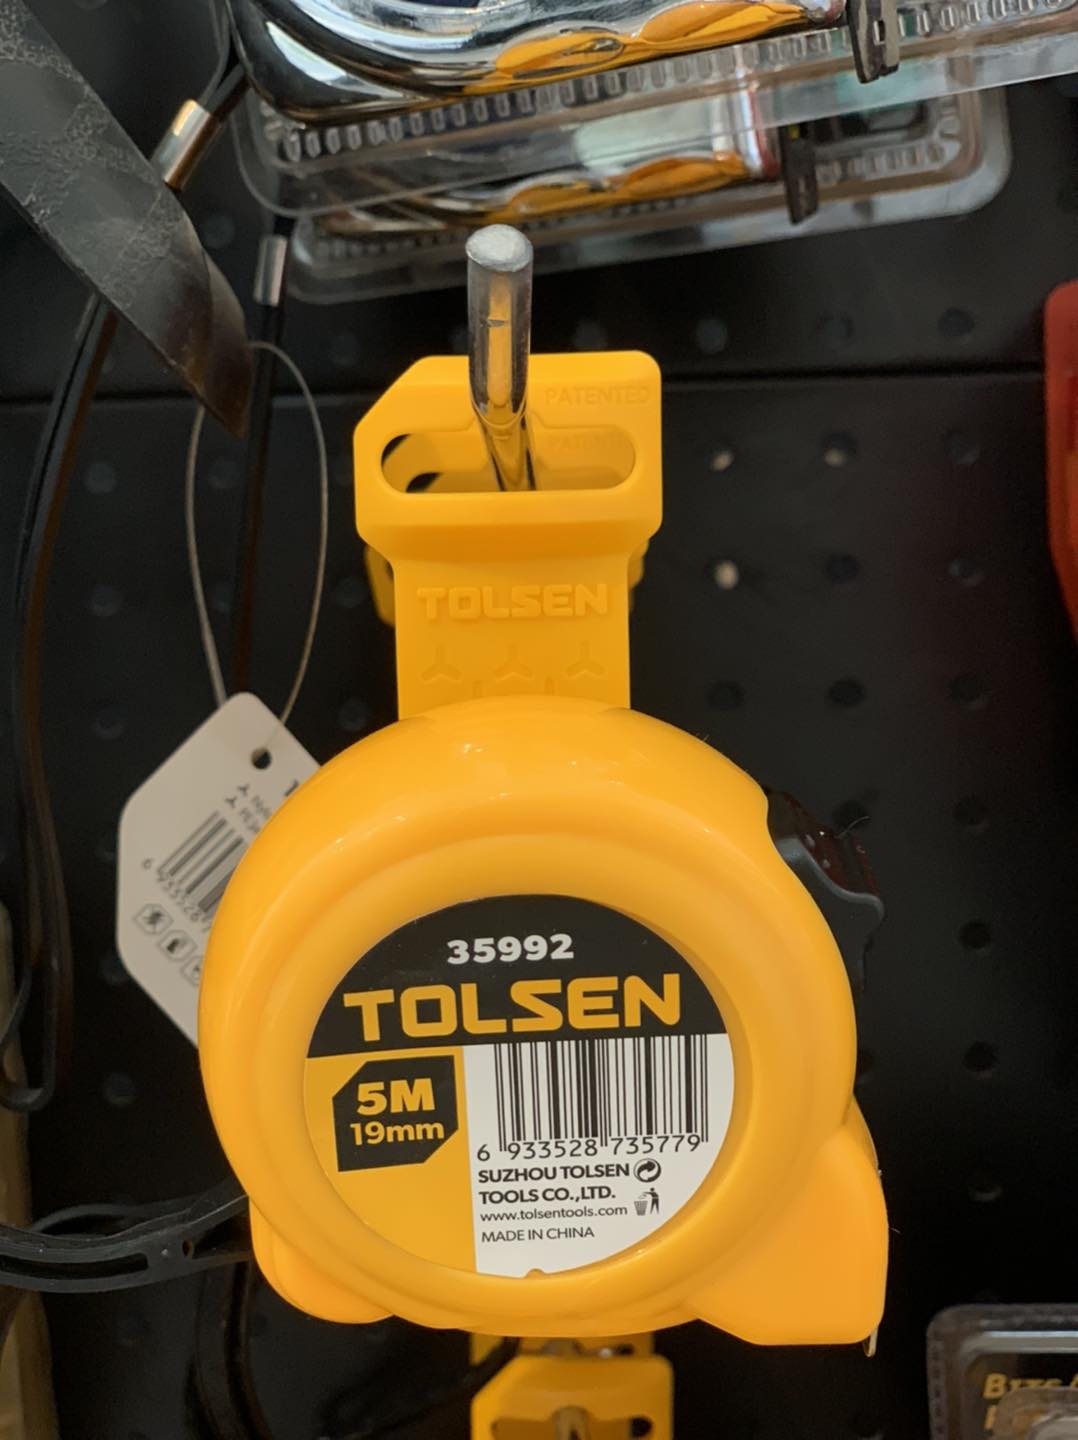 PATENTED
TOLSEN
35992
TOLSEN
5M
19mm
6 933528 735779
SUZHOU TOLSEN
TOOLS CO.,LTD.
www.tolsentools.com
MADE IN CHINA